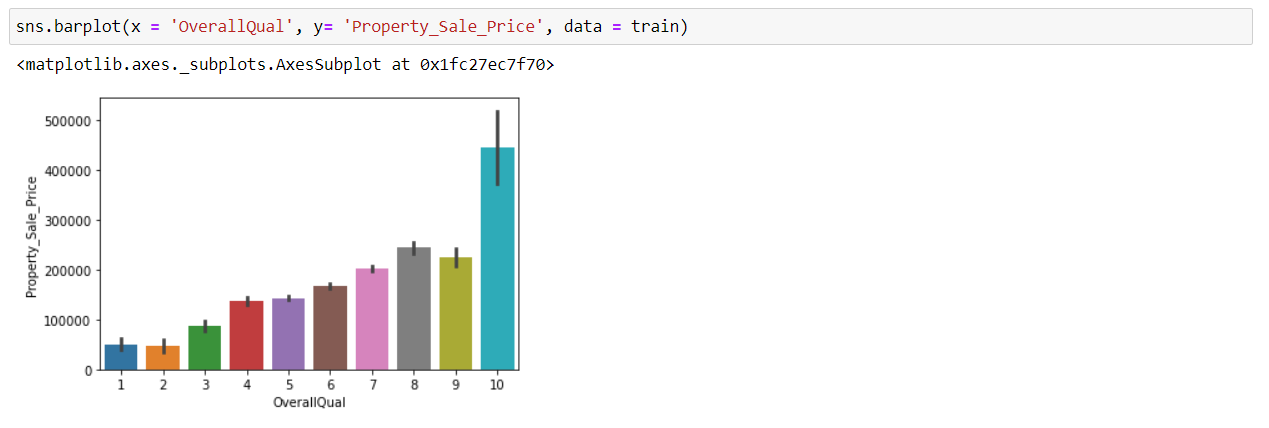 sns.barplot(x = 'OverallQual', y= 'Property_Sale_Price', data = train)
<matplotlib.axes._subplots.AxesSubplot at 0x1fc27ec7f70>
500000
400000
300000
200000
100000
0
Property_Sale_Price
1 2 3 4 5 6 7 8 9 10
OverallQual